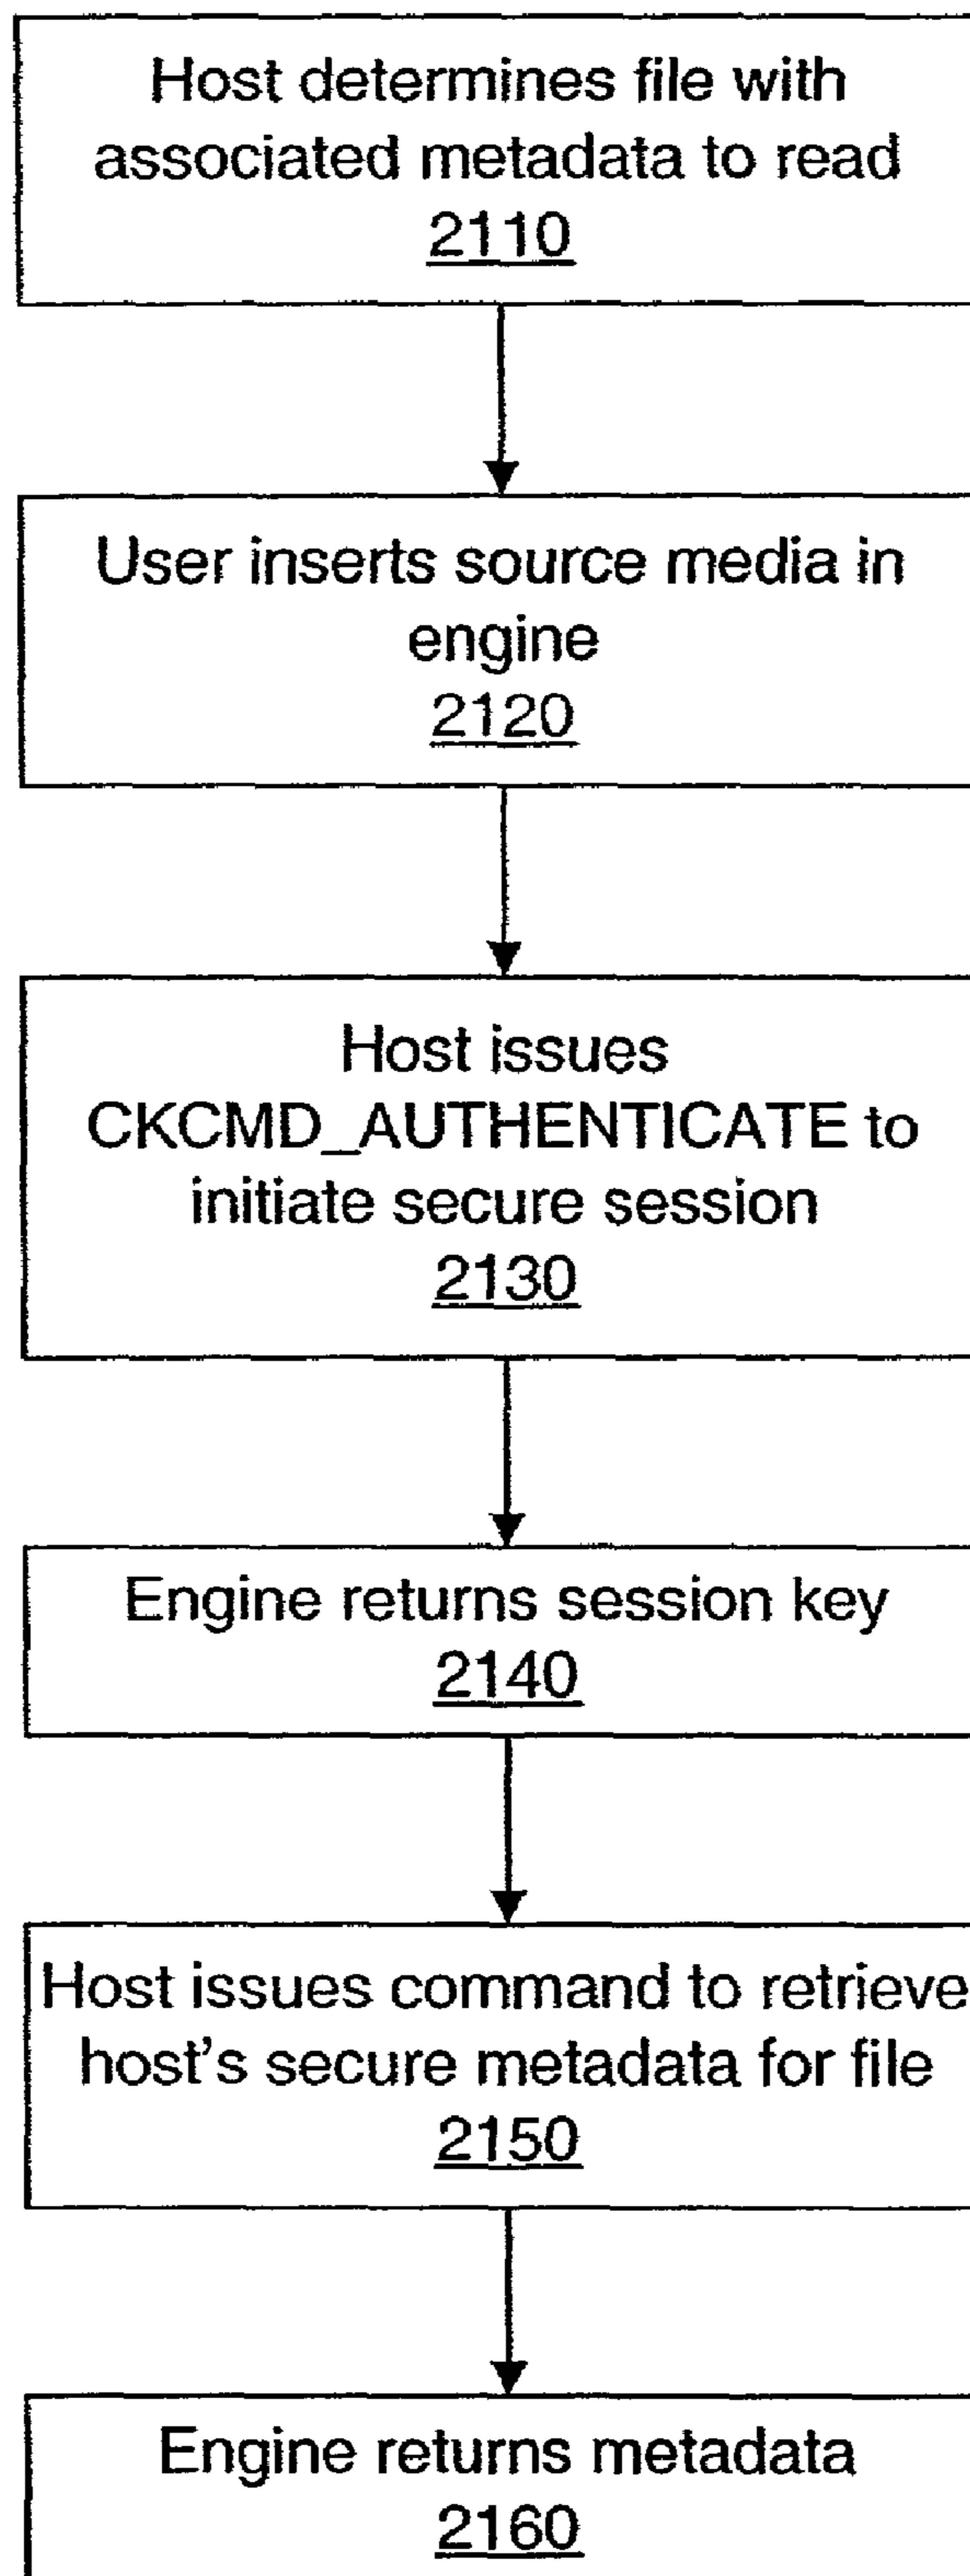 Host determines file with
associated metadata to read
2110
User inserts source media in
engine
2120
Host issues
CKCMD_AUTHENTICATE to
initiate secure session
2130
Engine returns session key
2140
Host issues command to retrieve
host's secure metadata for file
2150
Engine returns metadata
2160